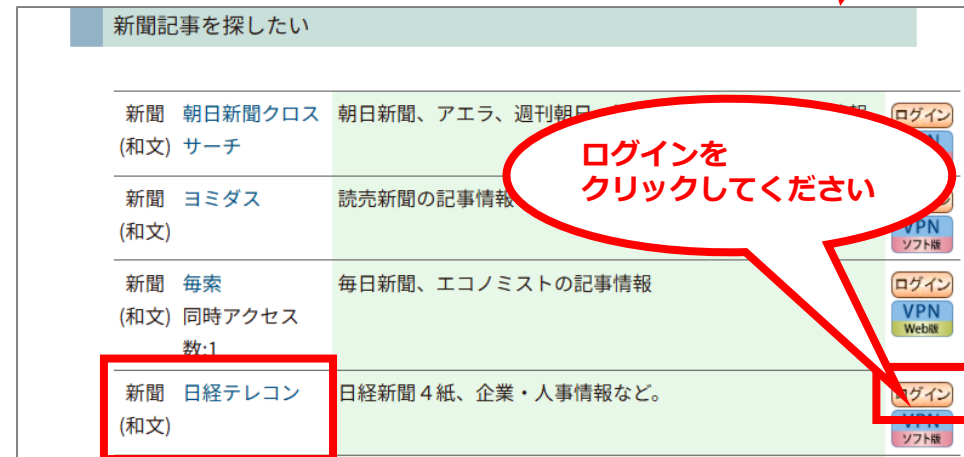 新聞記事を探したい
新聞 朝日新聞クロス 朝日新聞、アエラ、週刊朝日 ログイン
(和文) サーチ
ログインを
クリックしてください
新聞 ヨミダス 読売新聞の記事情報
(和文) VPN
ソフト版
新聞 毎索 毎日新聞、エコノミストの記事情報 ログイン
(和文) 同時アクセス VPN
数:1 Web版
新聞 日経テレコン 日経新聞４紙、企業・人事情報など。 ログイン
(和文) VPN
ソフト版